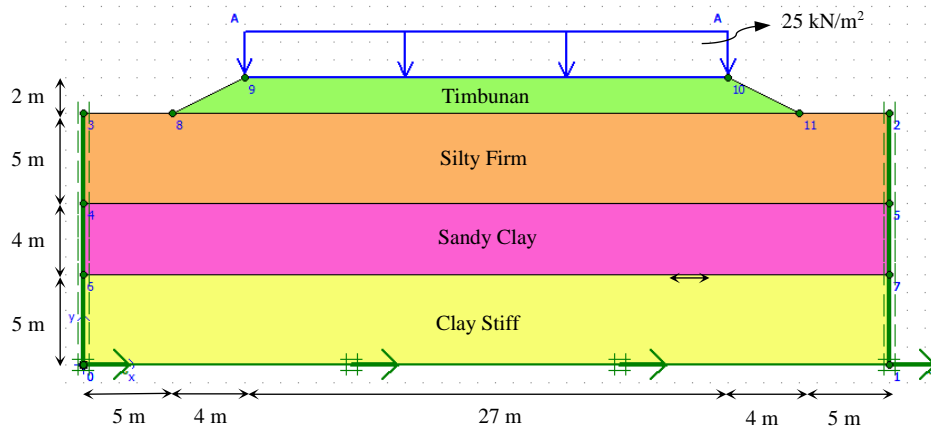 A A 25 kN/m²
2 m 9 Timbunan 10
3 8 11 2
5 m Silty Firm
4 5
4 m Sandy Clay
6 7
5 m y Clay Stiff
0 x 1
5 m 4 m 27 m 4 m 5 m